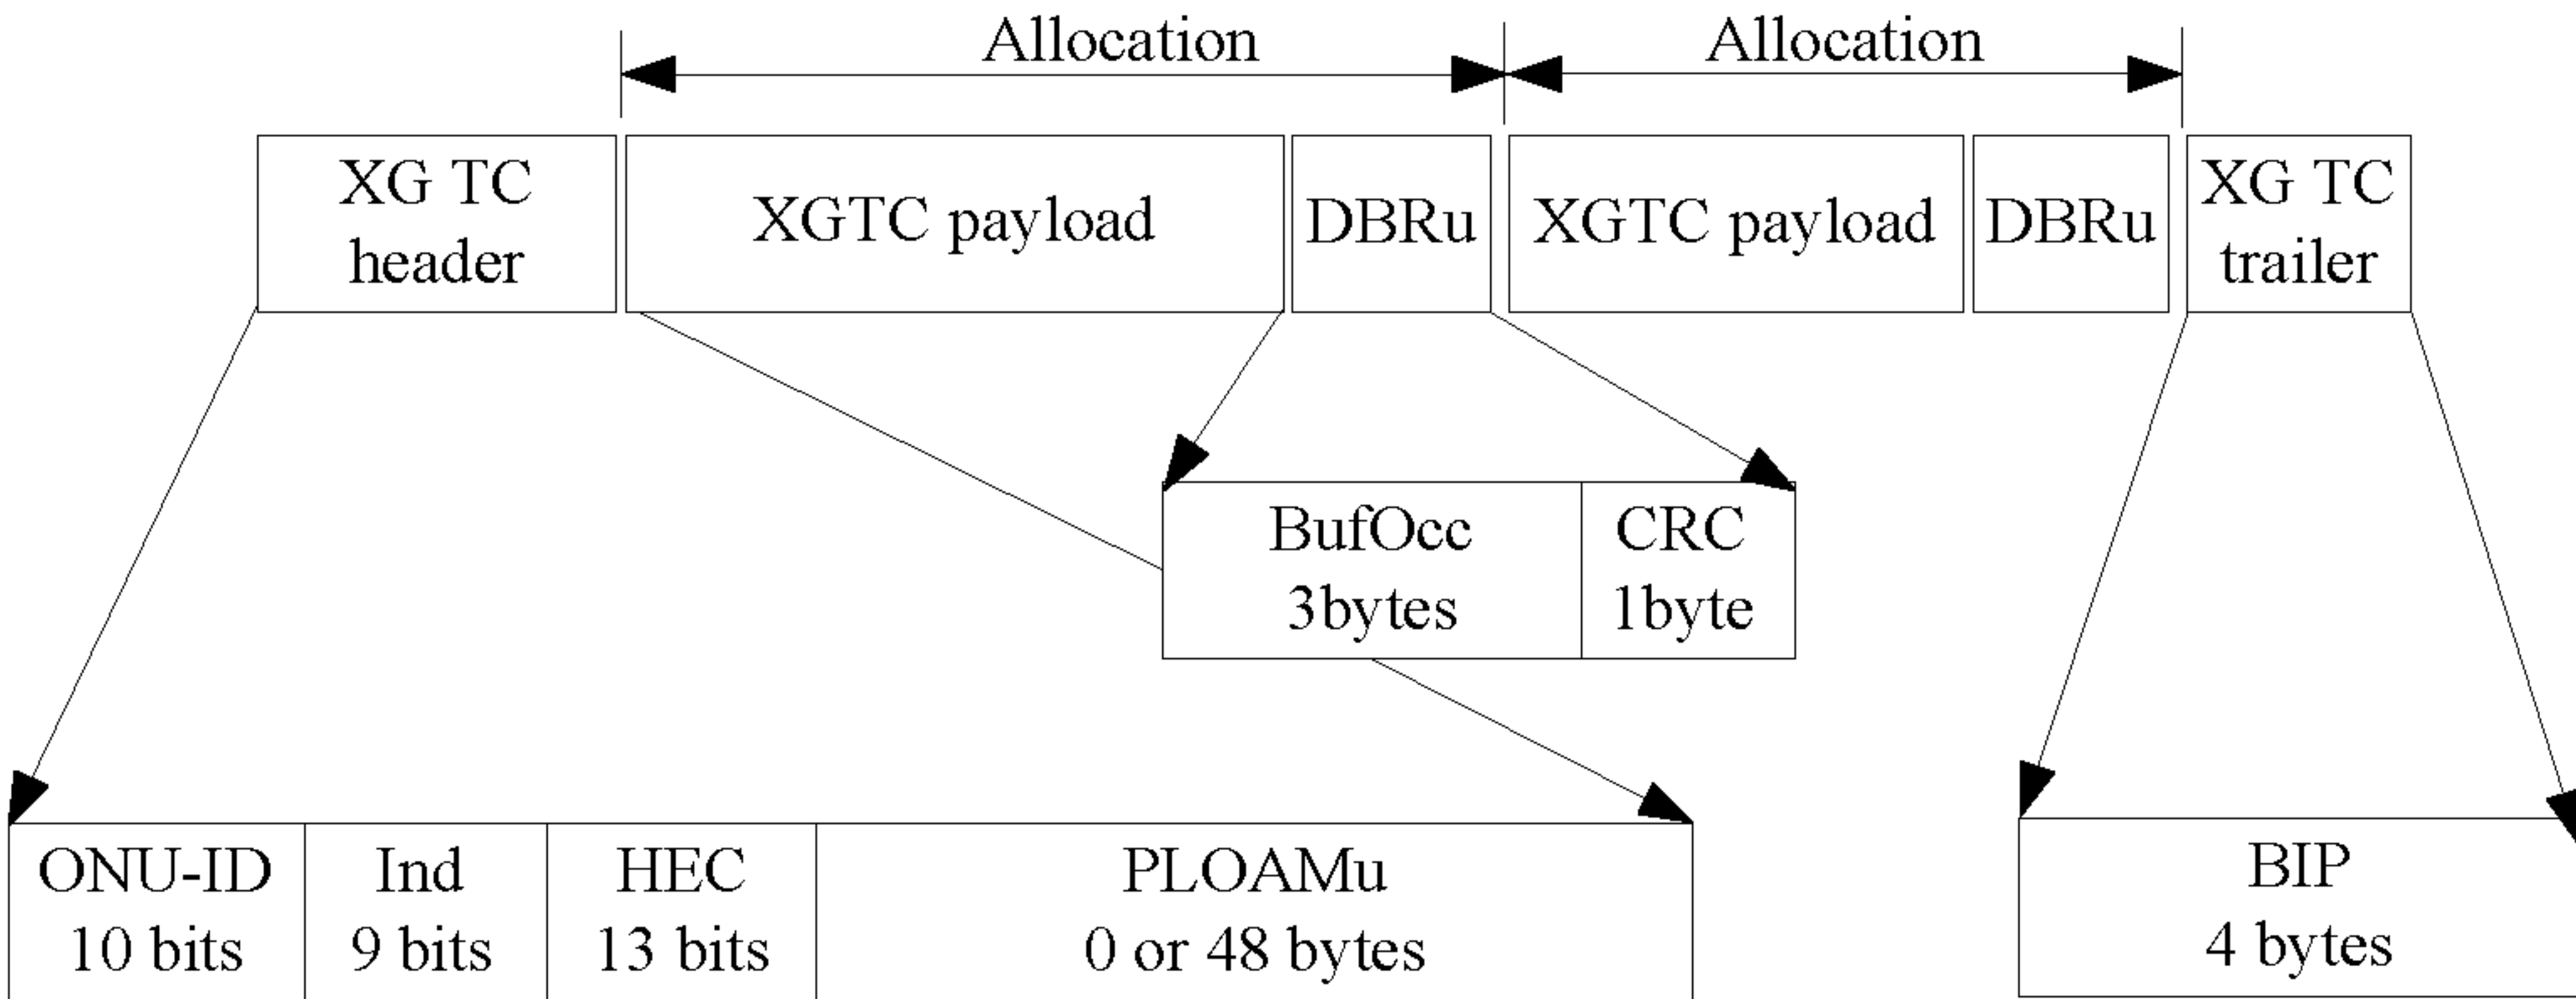 Allocation
Allocation
XG TC
header
XGTC payload
DBRu
XGTC payload
DBRu
XG TC
trailer
BufOcc
3bytes
CRC
1byte
ONU-ID
10 bits
Ind
9 bits
HEC
13 bits
PLOAMu
0 or 48 bytes
BIP
4 bytes